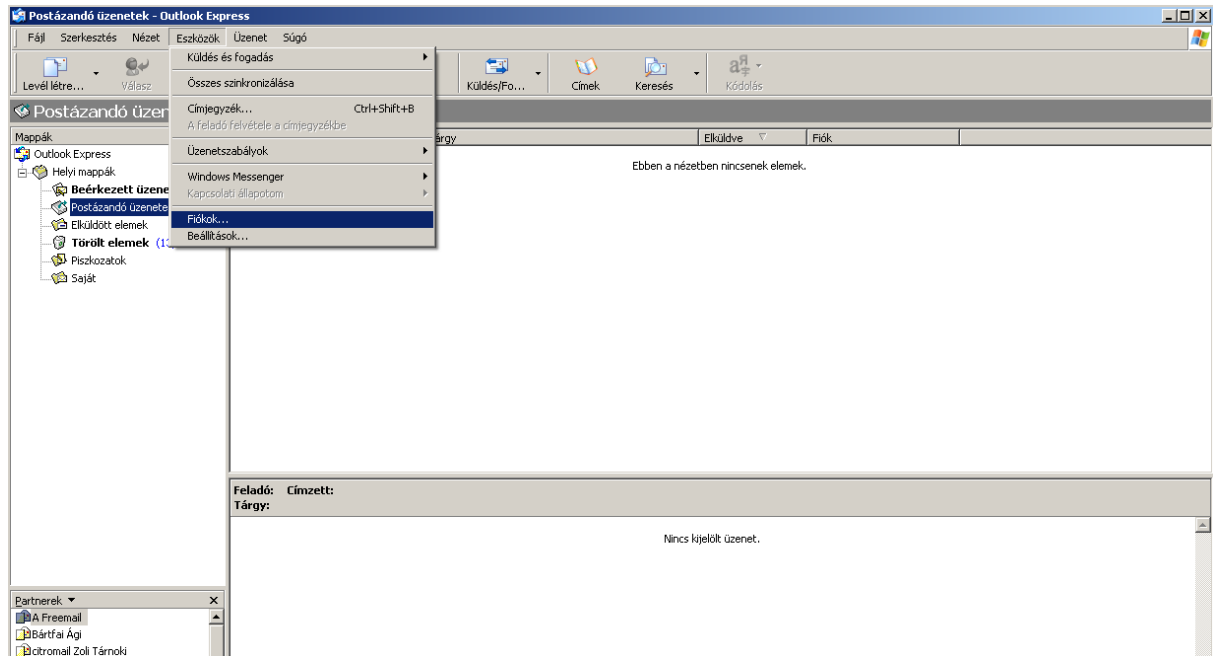 Postázandó üzenetek - Outlook Express
Fájl Szerkesztés Nézet Eszközök Üzenet Súgó
Levél létre... Válasz Küldés/Fo... Címek Keresés Kódolás
Postázandó üzen
Mappák
Outlook Express
Helyi mappák
Beérkezett üzene
Postázandó üzenete
Elküldött elemek
Törölt elemek
Piszkozatok
Saját
Küldés és fogadás
Összes szinkronizálása
Címjegyzék... Ctrl+Shift+B
A feladó felvétele a címjegyzékbe
Üzenetszabályok
Windows Messenger
Kapcsolati állapotom
Fiókok...
Beállítások...
árgy Elküldve Fiók
Ebben a nézetben nincsenek elemek.
Feladó: Címzett:
Tárgy:
Nincs kijelölt üzenet.
Partnerek
A Freemail
Bártfai Ági
citromail Zoli Tárnoki